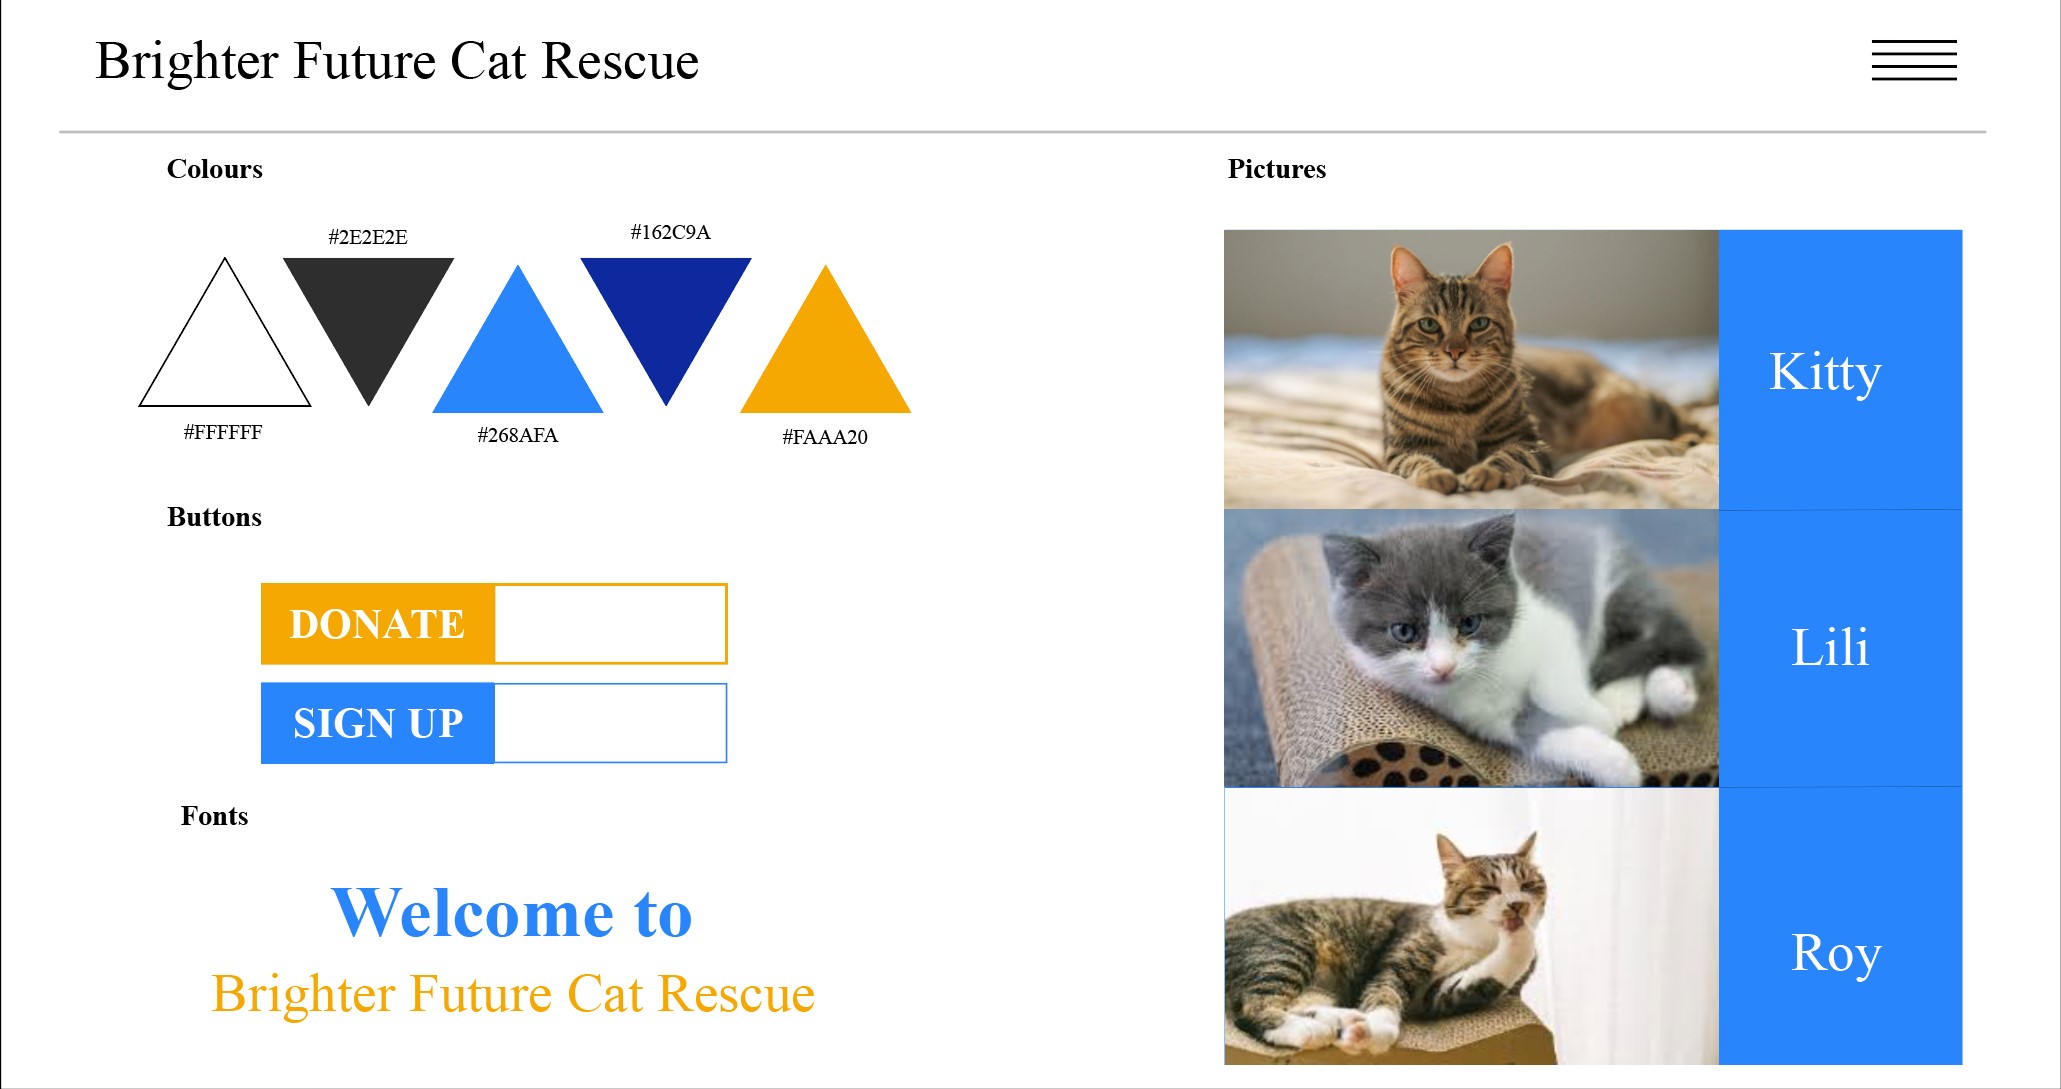 Brighter Future Cat Rescue
Colours
#2E2E2E
#162C9A
#FFFFFF
#268AFA
#FAAA20
Buttons
DONATE
SIGN UP
Fonts
Welcome to
Brighter Future Cat Rescue
Pictures
Kitty
Lili
Roy